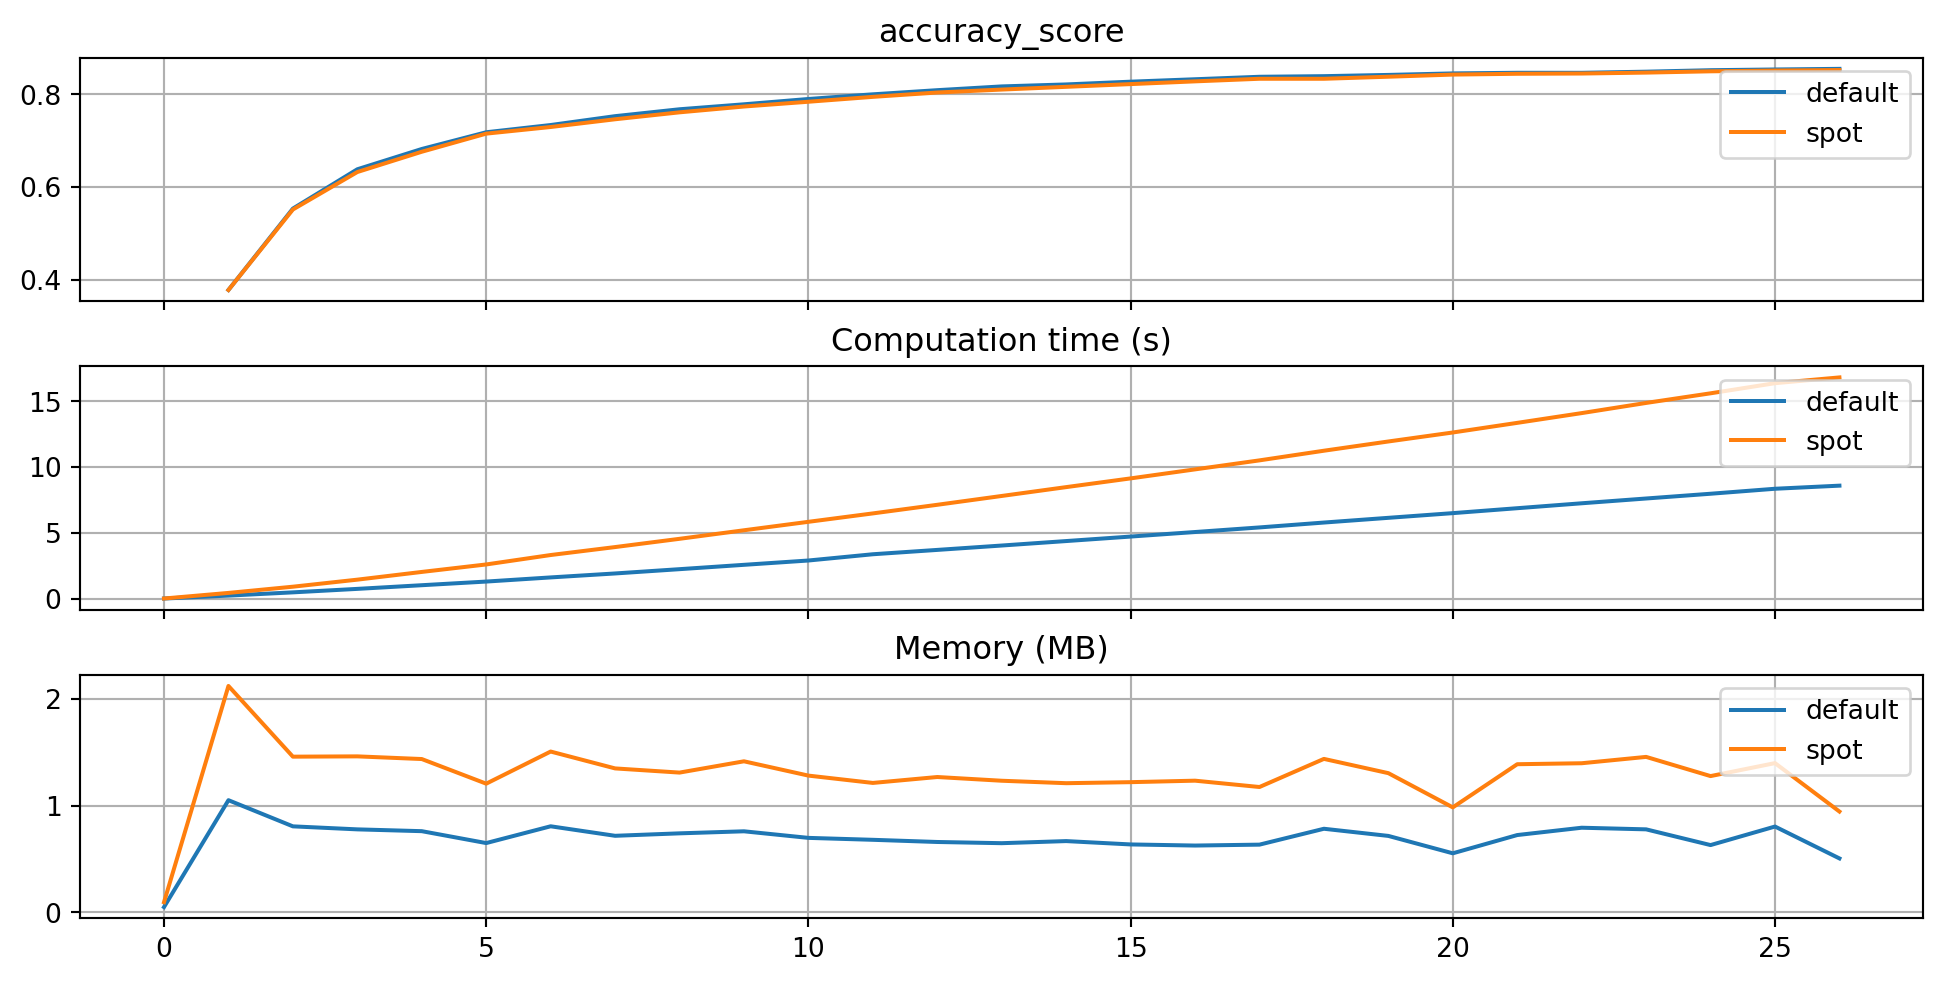 accuracy_score
0.8
0.6
0.4
default
spot
Computation time (s)
15
10
5
0
default
spot
Memory (MB)
2
1
0
default
spot
0 5 10 15 20 25